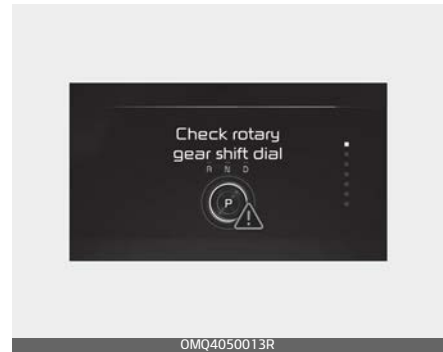 Check rotary
gear shift dial
R N D
P
OMQ4050013R